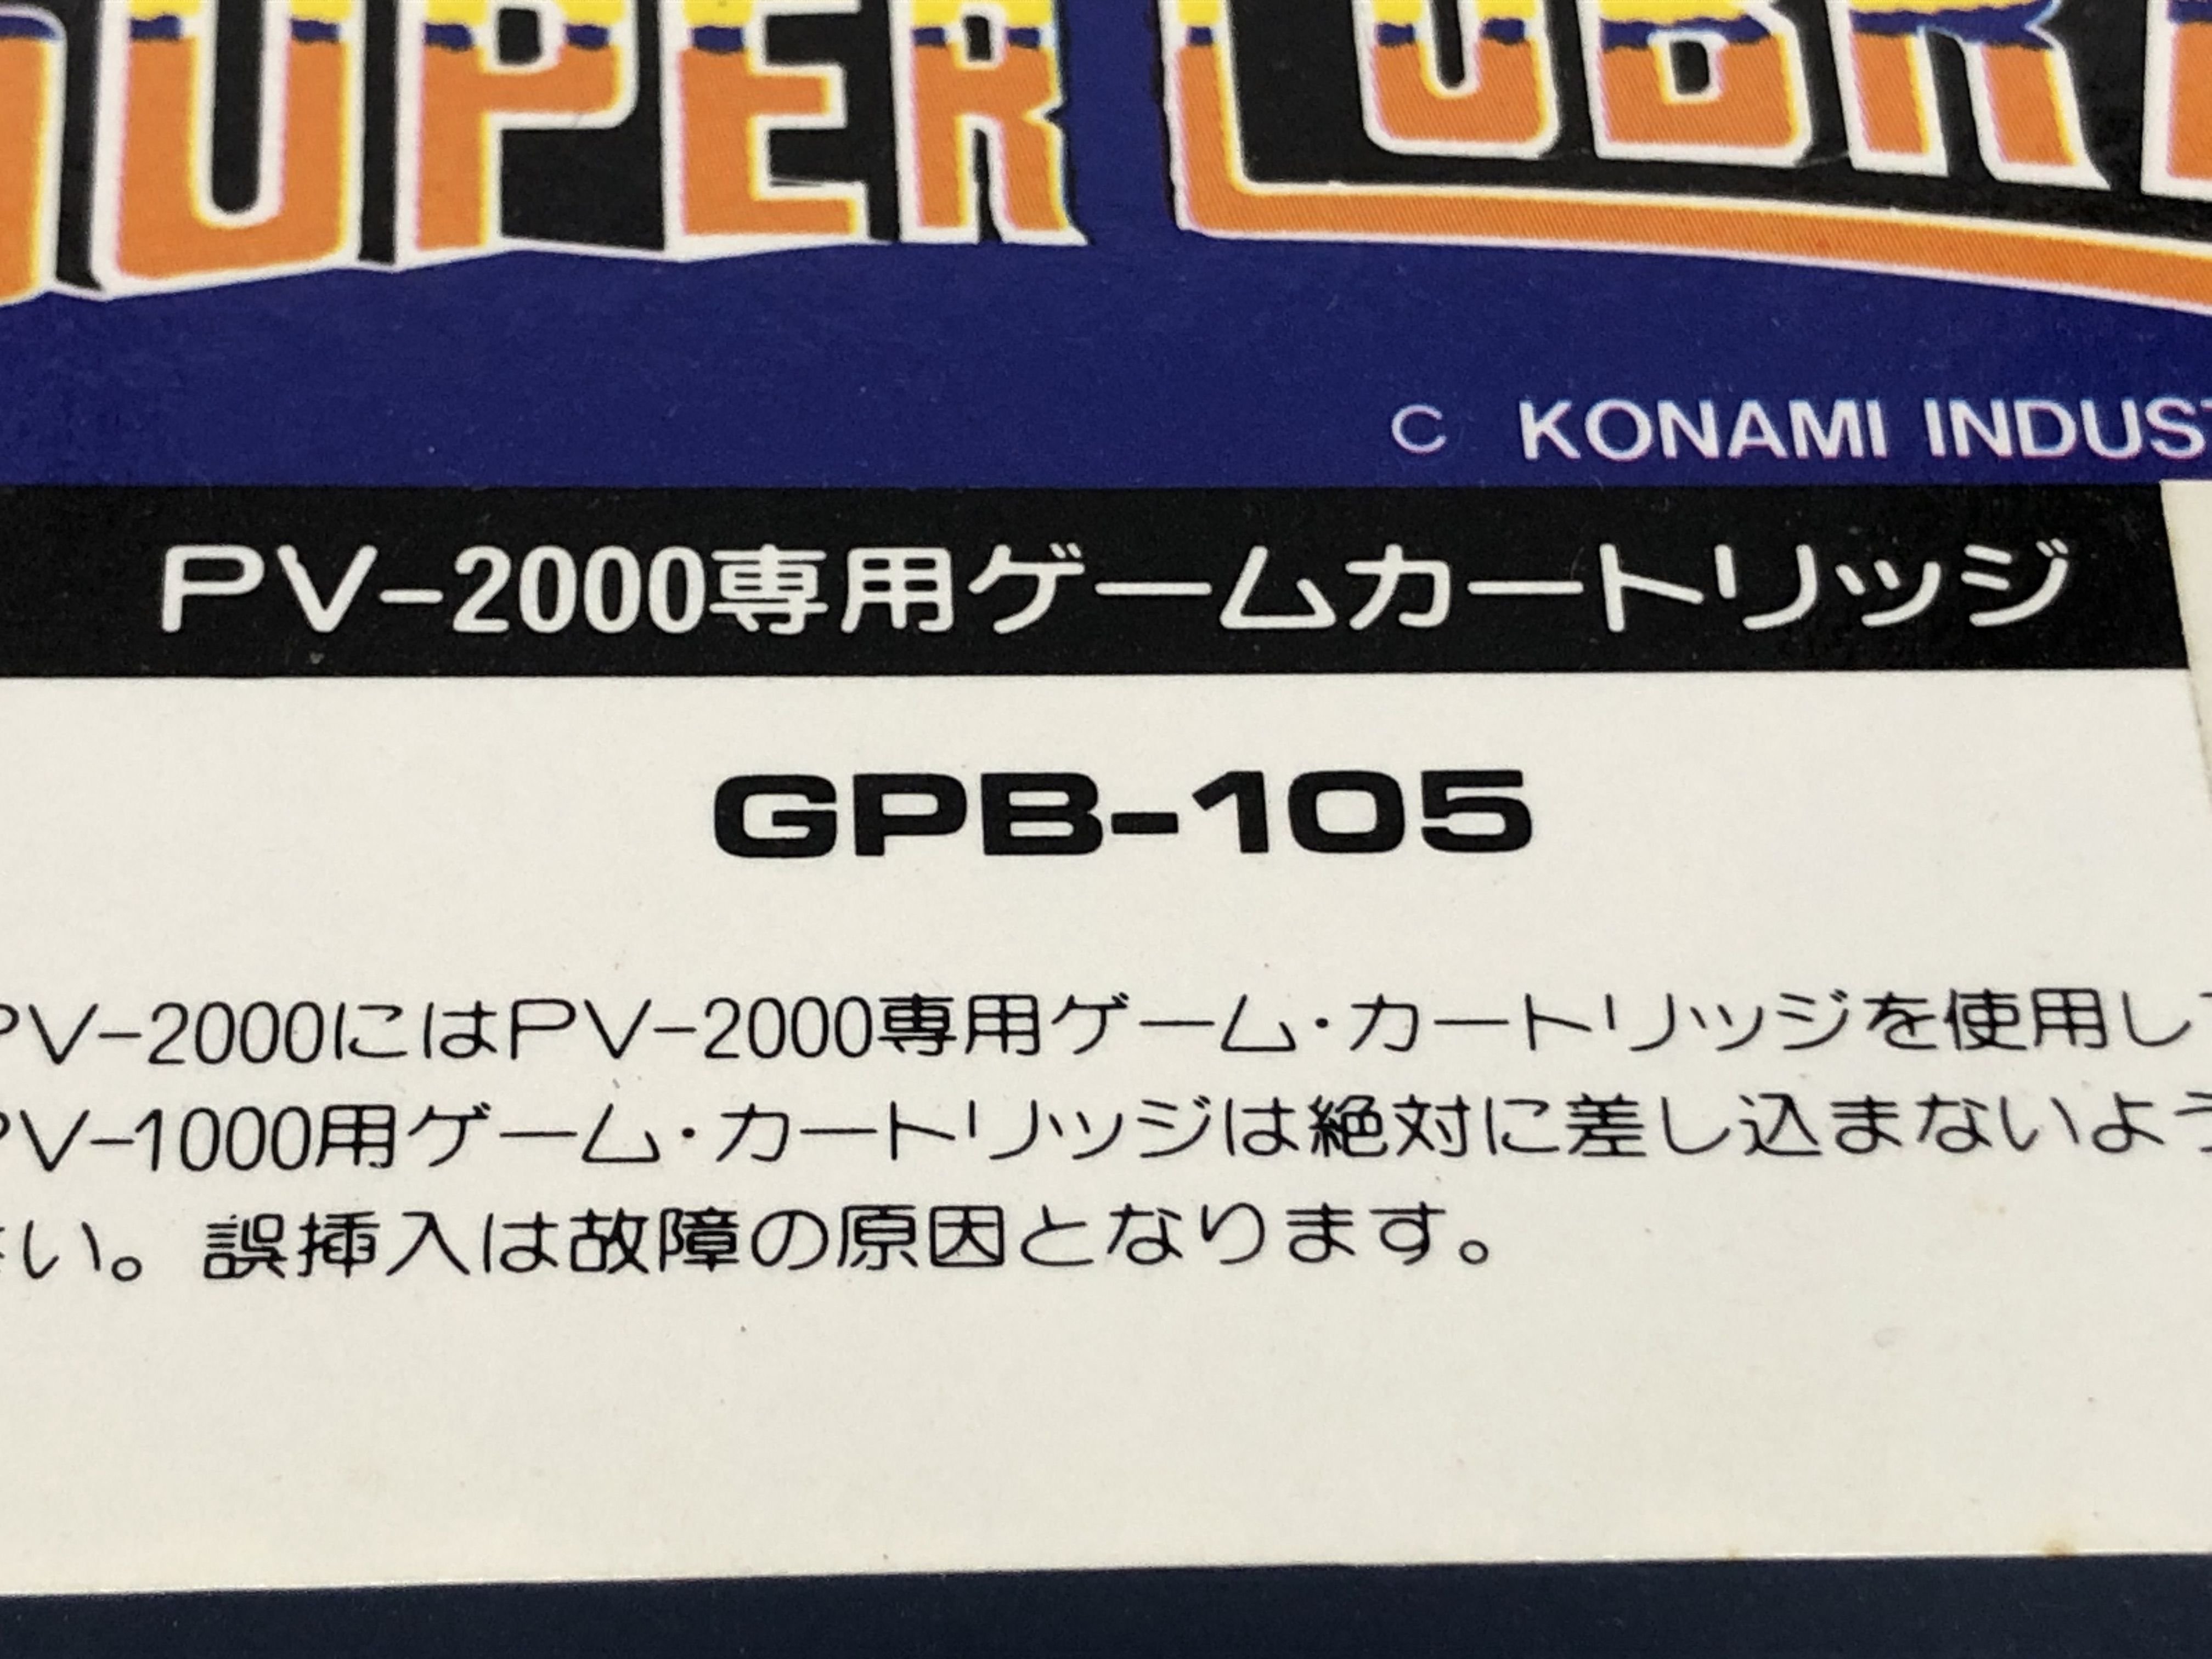 SUPER COBRA
C KONAMI INDUST
PV-2000専用ゲームカートリッジ
GPB-105
PV-2000にはPV-2000専用ゲーム・カートリッジを使用し
PV-1000用ゲーム・カートリッジは絶対に差し込まないよう
い。誤挿入は故障の原因となります。